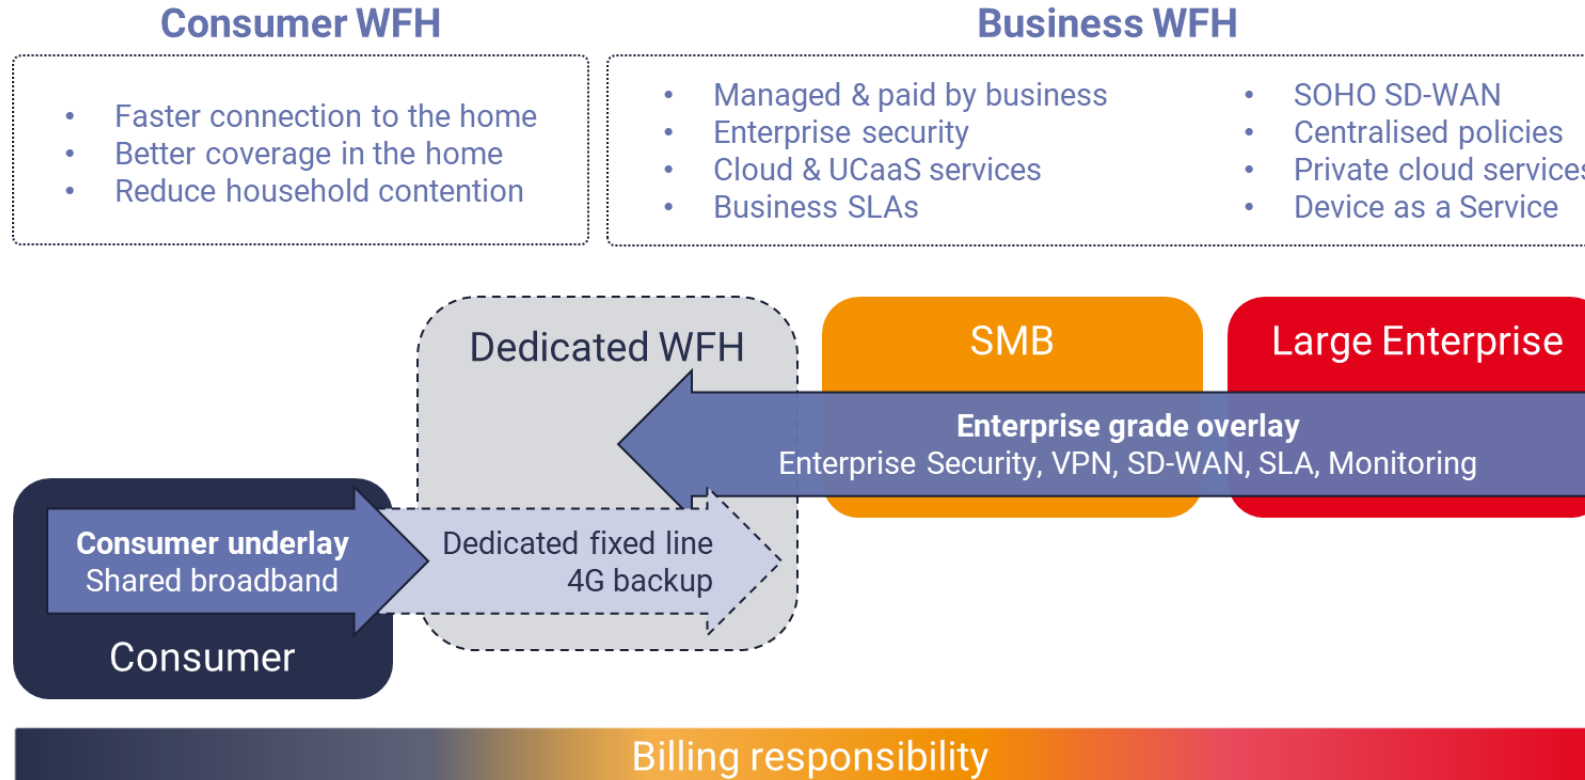 Consumer WFH
• Faster connection to the home
• Better coverage in the home
• Reduce household contention
Business WFH
• Managed & paid by business
• Enterprise security
• Cloud & UCaaS services
• Business SLAs
• SOHO SD-WAN
• Centralised policies
• Private cloud services
• Device as a Service
Dedicated WFH
SMB
Large Enterprise
Enterprise grade overlay
Enterprise Security, VPN, SD-WAN, SLA, Monitoring
Consumer underlay
Shared broadband
Dedicated fixed line
4G backup
Consumer
Billing responsibility